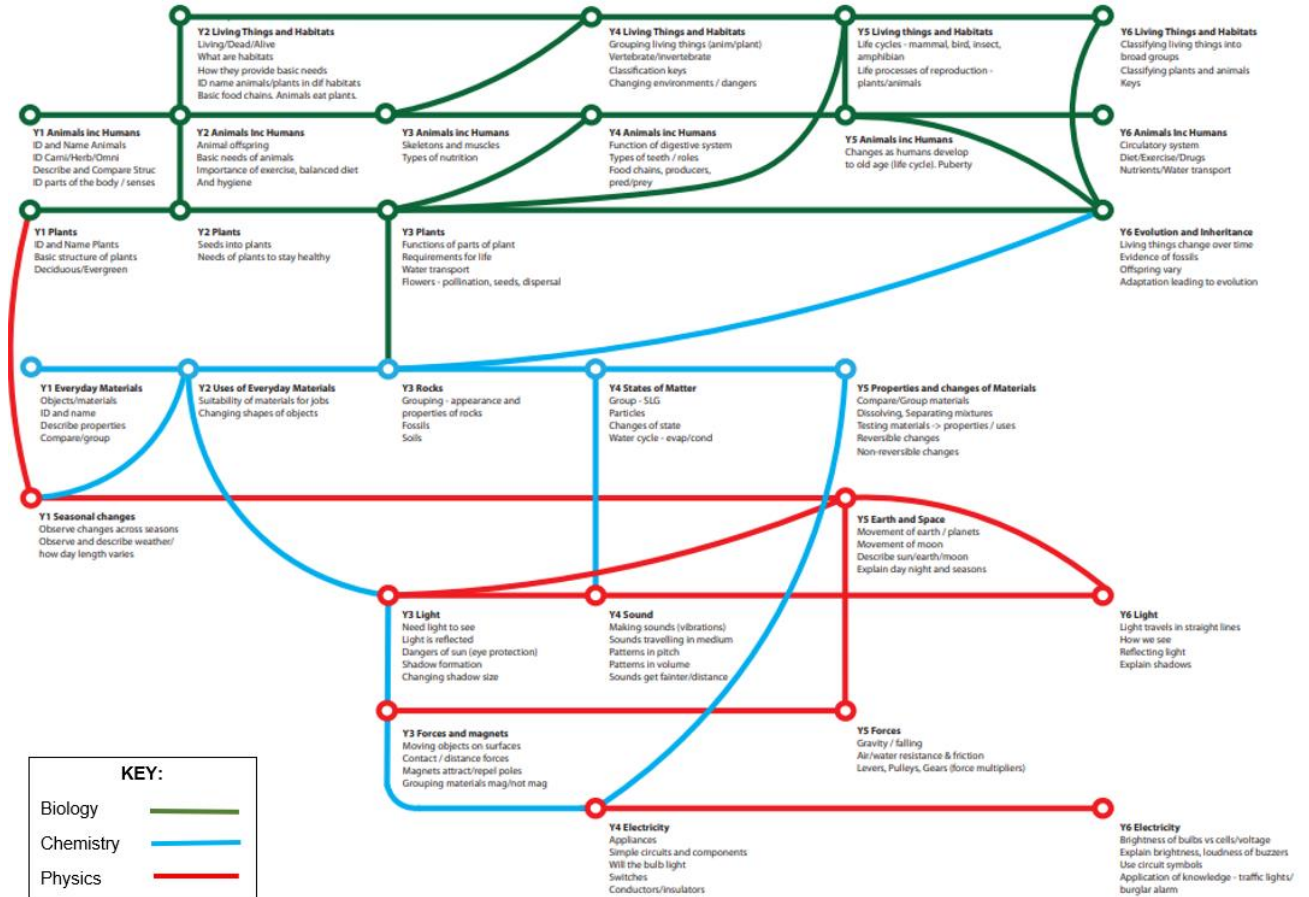 Y2 Living Things and Habitats
Living/Dead/Alive
What are habitats
How they provide basic needs
ID name animals/plants in dif habitats
Basic food chains. Animals eat plants.
Y4 Living Things and Habitats
Grouping living things (anim/plant)
Vertebrate/invertebrate
Classification keys
Changing environments / dangers
Y5 Living things and Habitats
Life cycles - mammal, bird, insect,
amphibian
Life processes of reproduction -
plants/animals
Y6 Living Things and Habitats
Classifying living things into
broad groups
Classifying plants and animals
Keys
Y1 Animals inc Humans
ID and Name Animals
ID Carni/Herb/Omni
Describe and Compare Struc
ID parts of the body / senses
Y2 Animals Inc Humans
Animal offspring
Basic needs of animals
Importance of exercise, balanced diet
And hygiene
Y3 Animals inc Humans
Skeletons and muscles
Types of nutrition
Y4 Animals inc Humans
Function of digestive system
Types of teeth / roles
Food chains, producers,
pred/prey
Y5 Animals inc Humans
Changes as humans develop
to old age (life cycle). Puberty
Y6 Animals Inc Humans
Circulatory system
Diet/Exercise/Drugs
Nutrients/Water transport
Y1 Plants
ID and Name Plants
Basic structure of plants
Deciduous/Evergreen
Y2 Plants
Seeds into plants
Needs of plants to stay healthy
Y3 Plants
Functions of parts of plant
Requirements for life
Water transport
Flowers - pollination, seeds, dispersal
Y6 Evolution and Inheritance
Living things change over time
Evidence of fossils
Offspring vary
Adaptation leading to evolution
Y1 Everyday Materials
Objects/materials
ID and name
Describe properties
Compare/group
Y2 Uses of Everyday Materials
Suitability of materials for jobs
Changing shapes of objects
Y3 Rocks
Grouping - appearance and
properties of rocks
Fossils
Soils
Y4 States of Matter
Group - SLG
Particles
Changes of state
Water cycle - evap/cond
Y5 Properties and changes of Materials
Compare/Group materials
Dissolving, Separating mixtures
Testing materials -> properties / uses
Reversible changes
Non-reversible changes
Y1 Seasonal changes
Observe changes across seasons
Observe and describe weather/
how day length varies
Y5 Earth and Space
Movement of earth / planets
Movement of moon
Describe sun/earth/moon
Explain day night and seasons
Y3 Light
Need light to see
Light is reflected
Dangers of sun (eye protection)
Shadow formation
Changing shadow size
Y4 Sound
Making sounds (vibrations)
Sounds travelling in medium
Patterns in pitch
Patterns in volume
Sounds get fainter/distance
Y6 Light
Light travels in straight lines
How we see
Reflecting light
Explain shadows
Y3 Forces and magnets
Moving objects on surfaces
Contact / distance forces
Magnets attract/repel poles
Grouping materials mag/not mag
Y5 Forces
Gravity / falling
Air/water resistance & friction
Levers, Pulleys, Gears (force multipliers)
Y4 Electricity
Appliances
Simple circuits and components
Will the bulb light
Switches
Conductors/insulators
Y6 Electricity
Brightness of bulbs vs cells/voltage
Explain brightness, loudness of buzzers
Use circuit symbols
Application of knowledge - traffic lights/
burglar alarm
KEY:
Biology
Chemistry
Physics